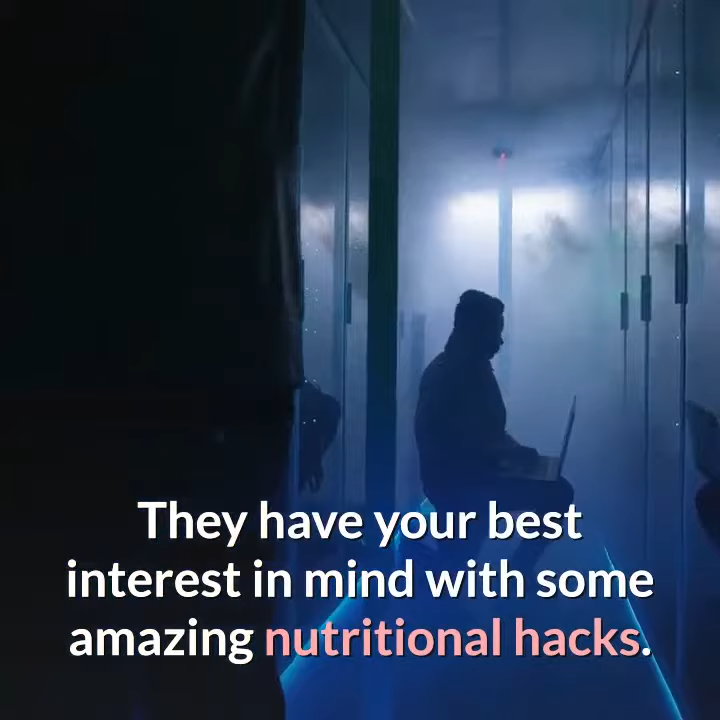 They have your best
interest in mind with some
amazing nutritional hacks.